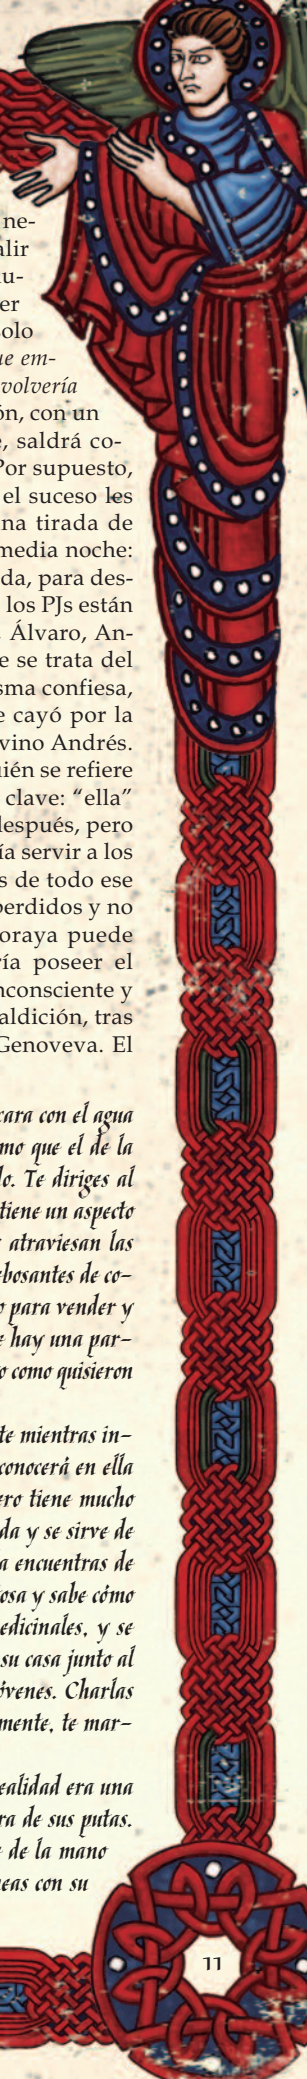 ne-
alir
u-
er
olo
ue em-
volvería
ón, con un
e, saldrá co-
Por supuesto,
el suceso les
na tirada de
media noche:
da, para des-
los PJs están
. Álvaro, An-
e se trata del
sma confiesa,
e cayó por la
vino Andrés.
uién se refiere
clave: “ella”
después, pero
ía servir a los
s de todo ese
perdidos y no
oraya puede
ría poseer el
nconsciente y
aldición, tras
Genoveva. El
cara con el agua
mo que el de la
lo. Te diriges al
tiene un aspecto
atraviesan las
ebosantes de co-
o para vender y
e hay una par-
o como quisieron
te mientras in-
conocerá en ella
ero tiene mucho
da y se sirve de
a encuentras de
osa y sabe cómo
edicinales, y se
su casa junto al
óvenes. Charlas
mente, te mar-
ealidad era una
ra de sus putas.
e de la mano
neas con su
11